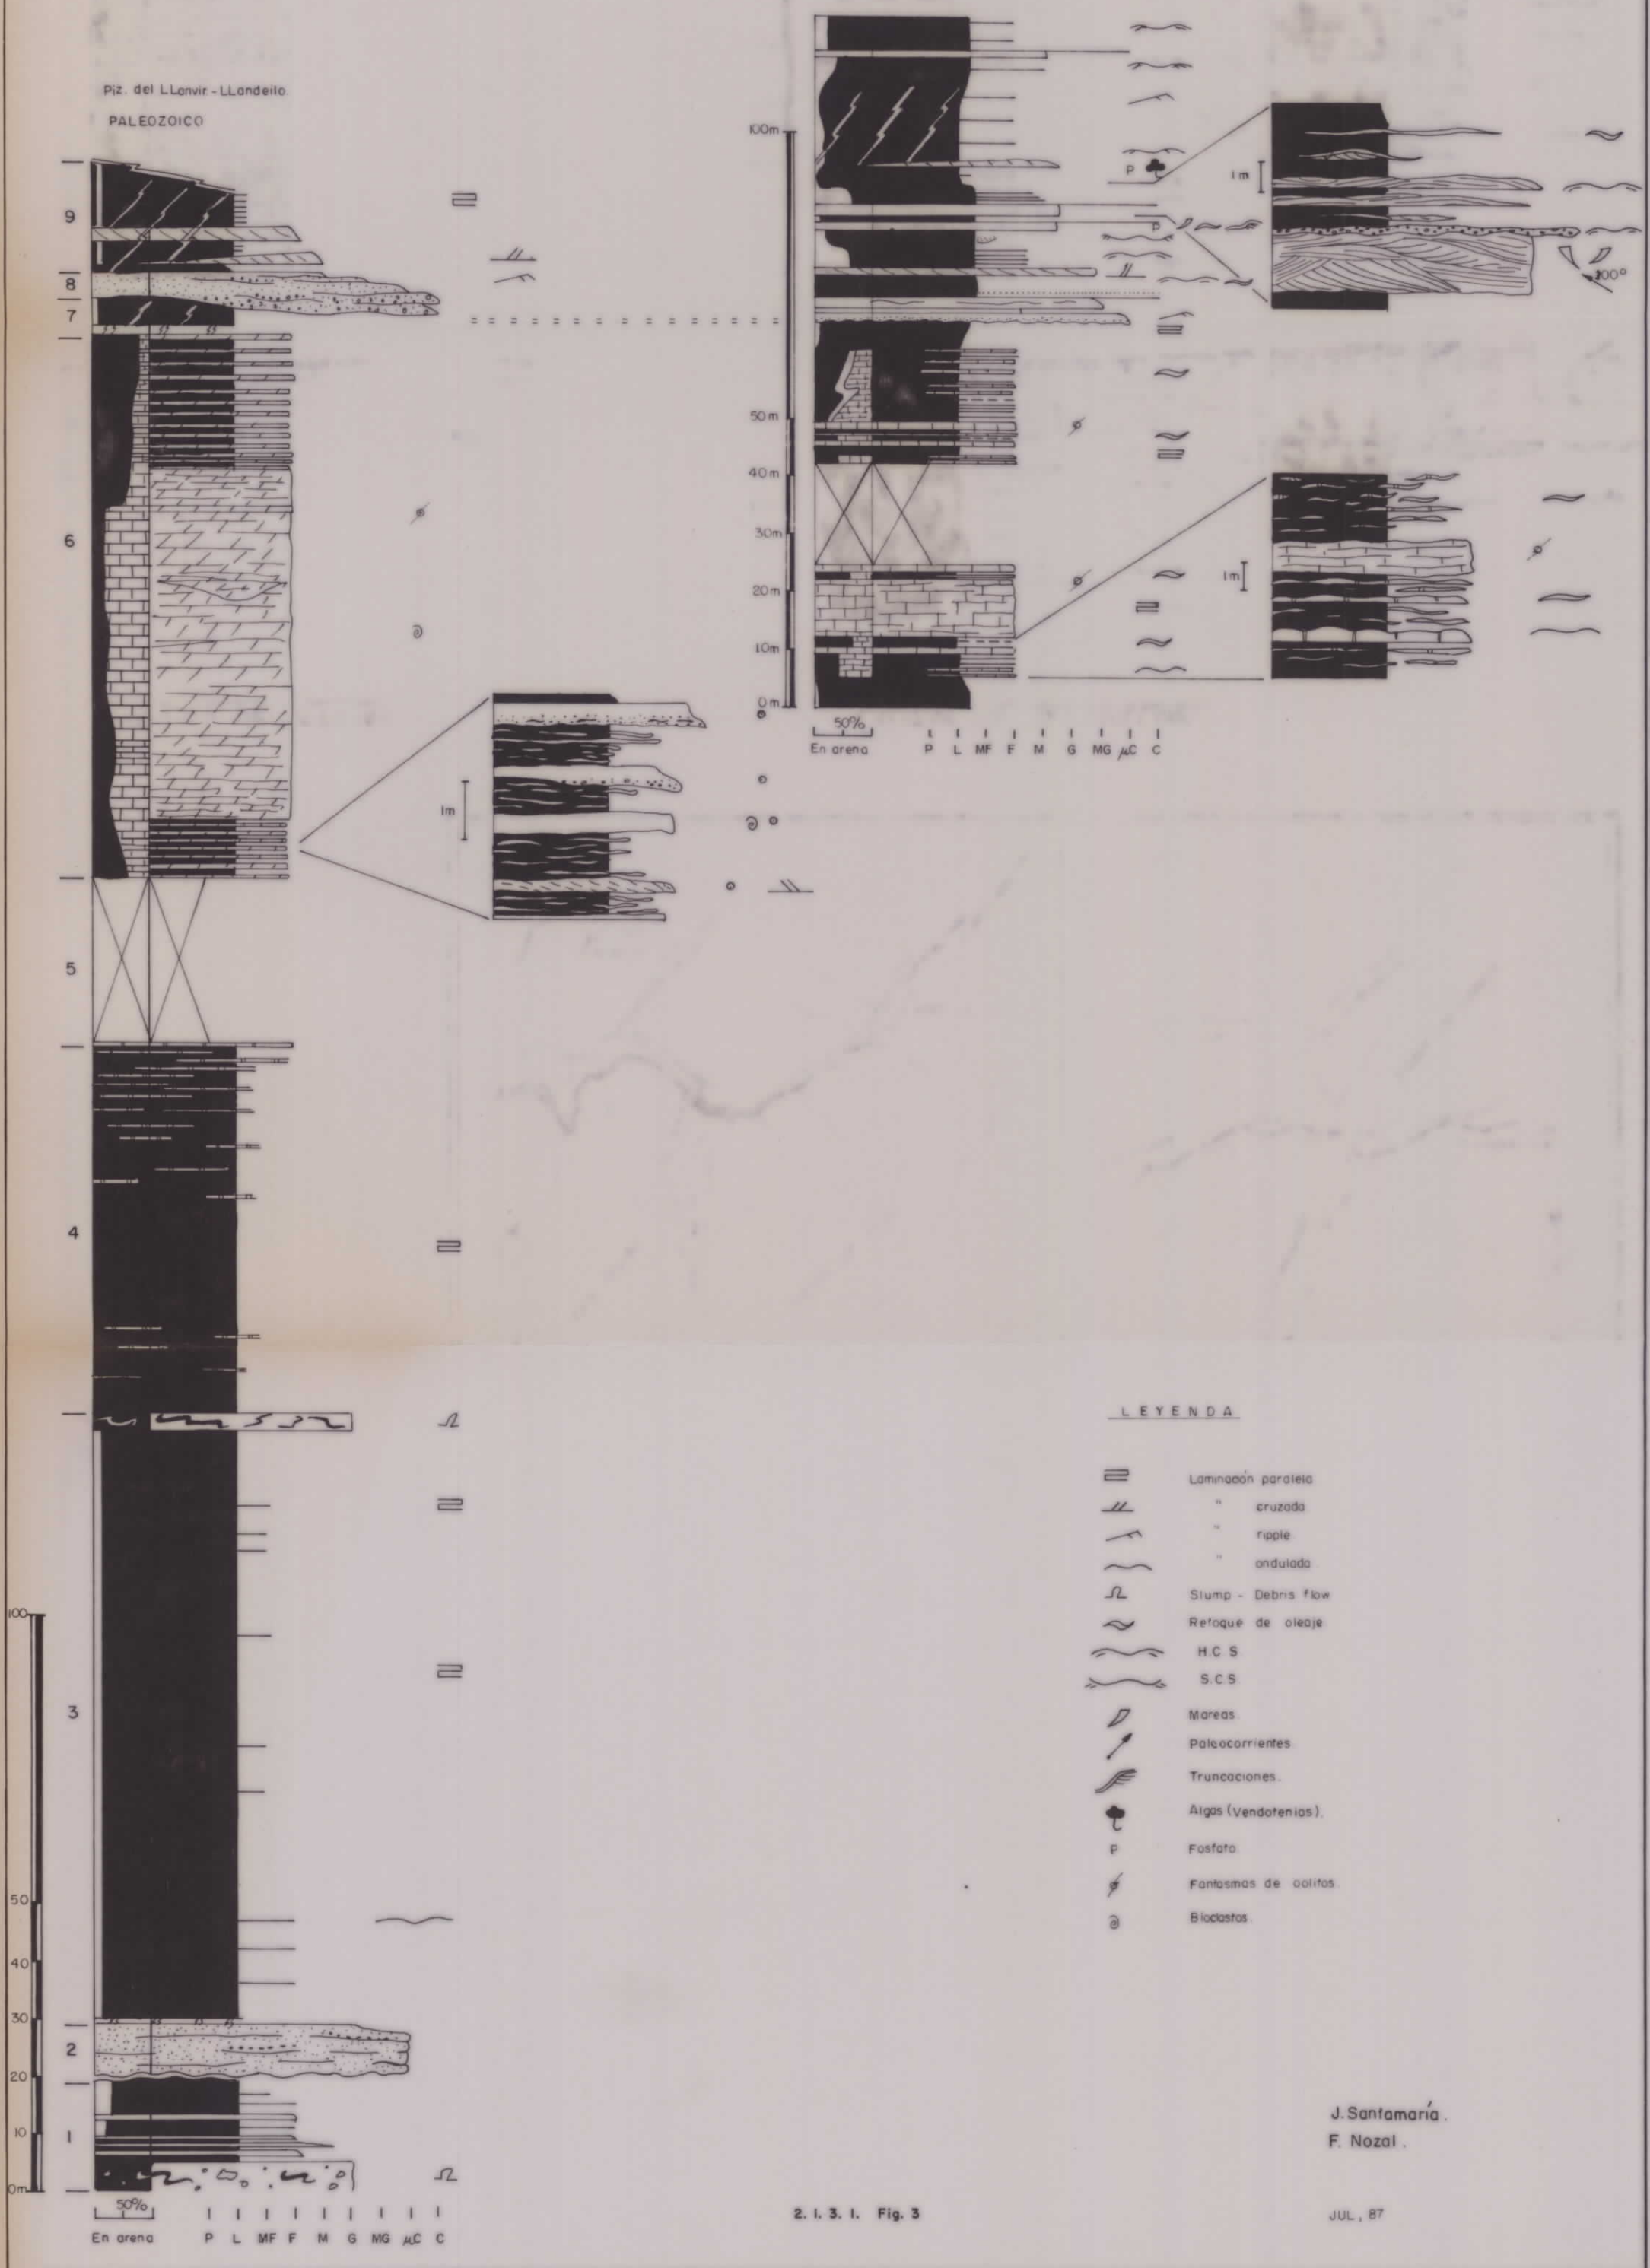 Piz. del LLanvir - LLandeilo
PALEOZOICO
9
8
7
6
5
4
3
2
1
1m
100
50
40
30
20
10
0m
50%
En arena
P L MF F M G MG µC C
100m
50m
40m
30m
20m
10m
0m
50%
En arena
P L MF F M G MG µC C
P
P
1m
200°
1m
LEYENDA
Laminación paralela
" cruzada
" ripple
" ondulada
Slump - Debris flow
Retoque de oleaje
H.C.S
S.C.S
Mareas.
Paleocorrientes
Truncaciones.
Algas (Vendotenias).
P Fosfato
Fantasmas de oolitos
Bioclastos.
J. Santamaría.
F. Nozal.
2. 1. 3. 1. Fig. 3
JUL, 87